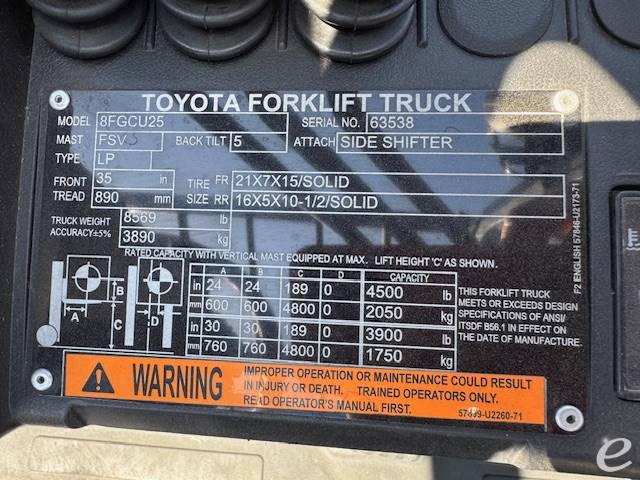 TOYOTA FORKLIFT TRUCK
MODEL 8FGCU25 SERIAL NO. 63538
MAST FSV BACK TILT 5 ATTACH SIDE SHIFTER
TYPE LP
FRONT 35 in TIRE FR 21X7X15/SOLID
TREAD 890 mm SIZE RR 16X5X10-1/2/SOLID
TRUCK WEIGHT 8569 lb
ACCURACY±5% 3890 kg
RATED CAPACITY WITH VERTICAL MAST EQUIPPED AT MAX. LIFT HEIGHT 'C' AS SHOWN.
A B C D CAPACITY
in 24 24 189 0 4500 lb
mm 600 600 4800 0 2050 kg
in 30 30 189 0 3900 lb
mm 760 760 4800 0 1750 kg
A B C D
THIS FORKLIFT TRUCK
MEETS OR EXCEEDS DESIGN
SPECIFICATIONS OF ANSI/
ITSDF B56.1 IN EFFECT ON
THE DATE OF MANUFACTURE.
F2 ENGLISH 57846-U2173-71
WARNING
IMPROPER OPERATION OR MAINTENANCE COULD RESULT
IN INJURY OR DEATH. TRAINED OPERATORS ONLY.
READ OPERATOR'S MANUAL FIRST.
57899-U2260-71
e